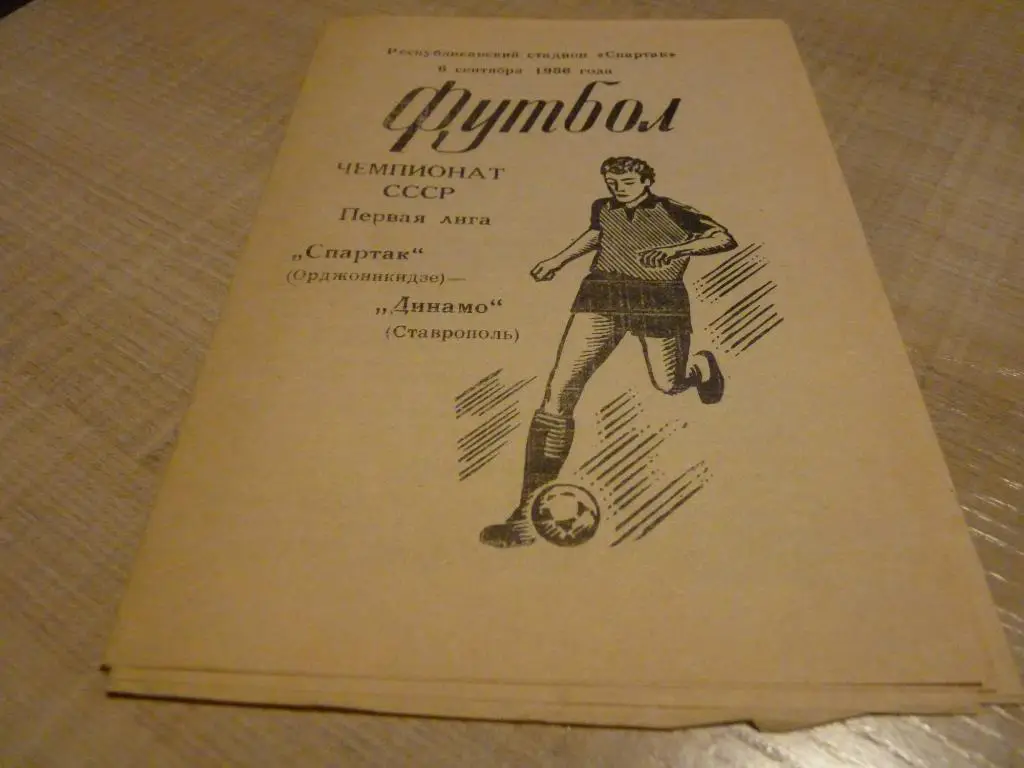 Республиканский стадион «Спартак»
6 сентября 1986 года
Футбол
ЧЕМПИОНАТ
СССР
Первая лига
„Спартак“
(Орджоникидзе)—
„Динамо“
(Ставрополь)